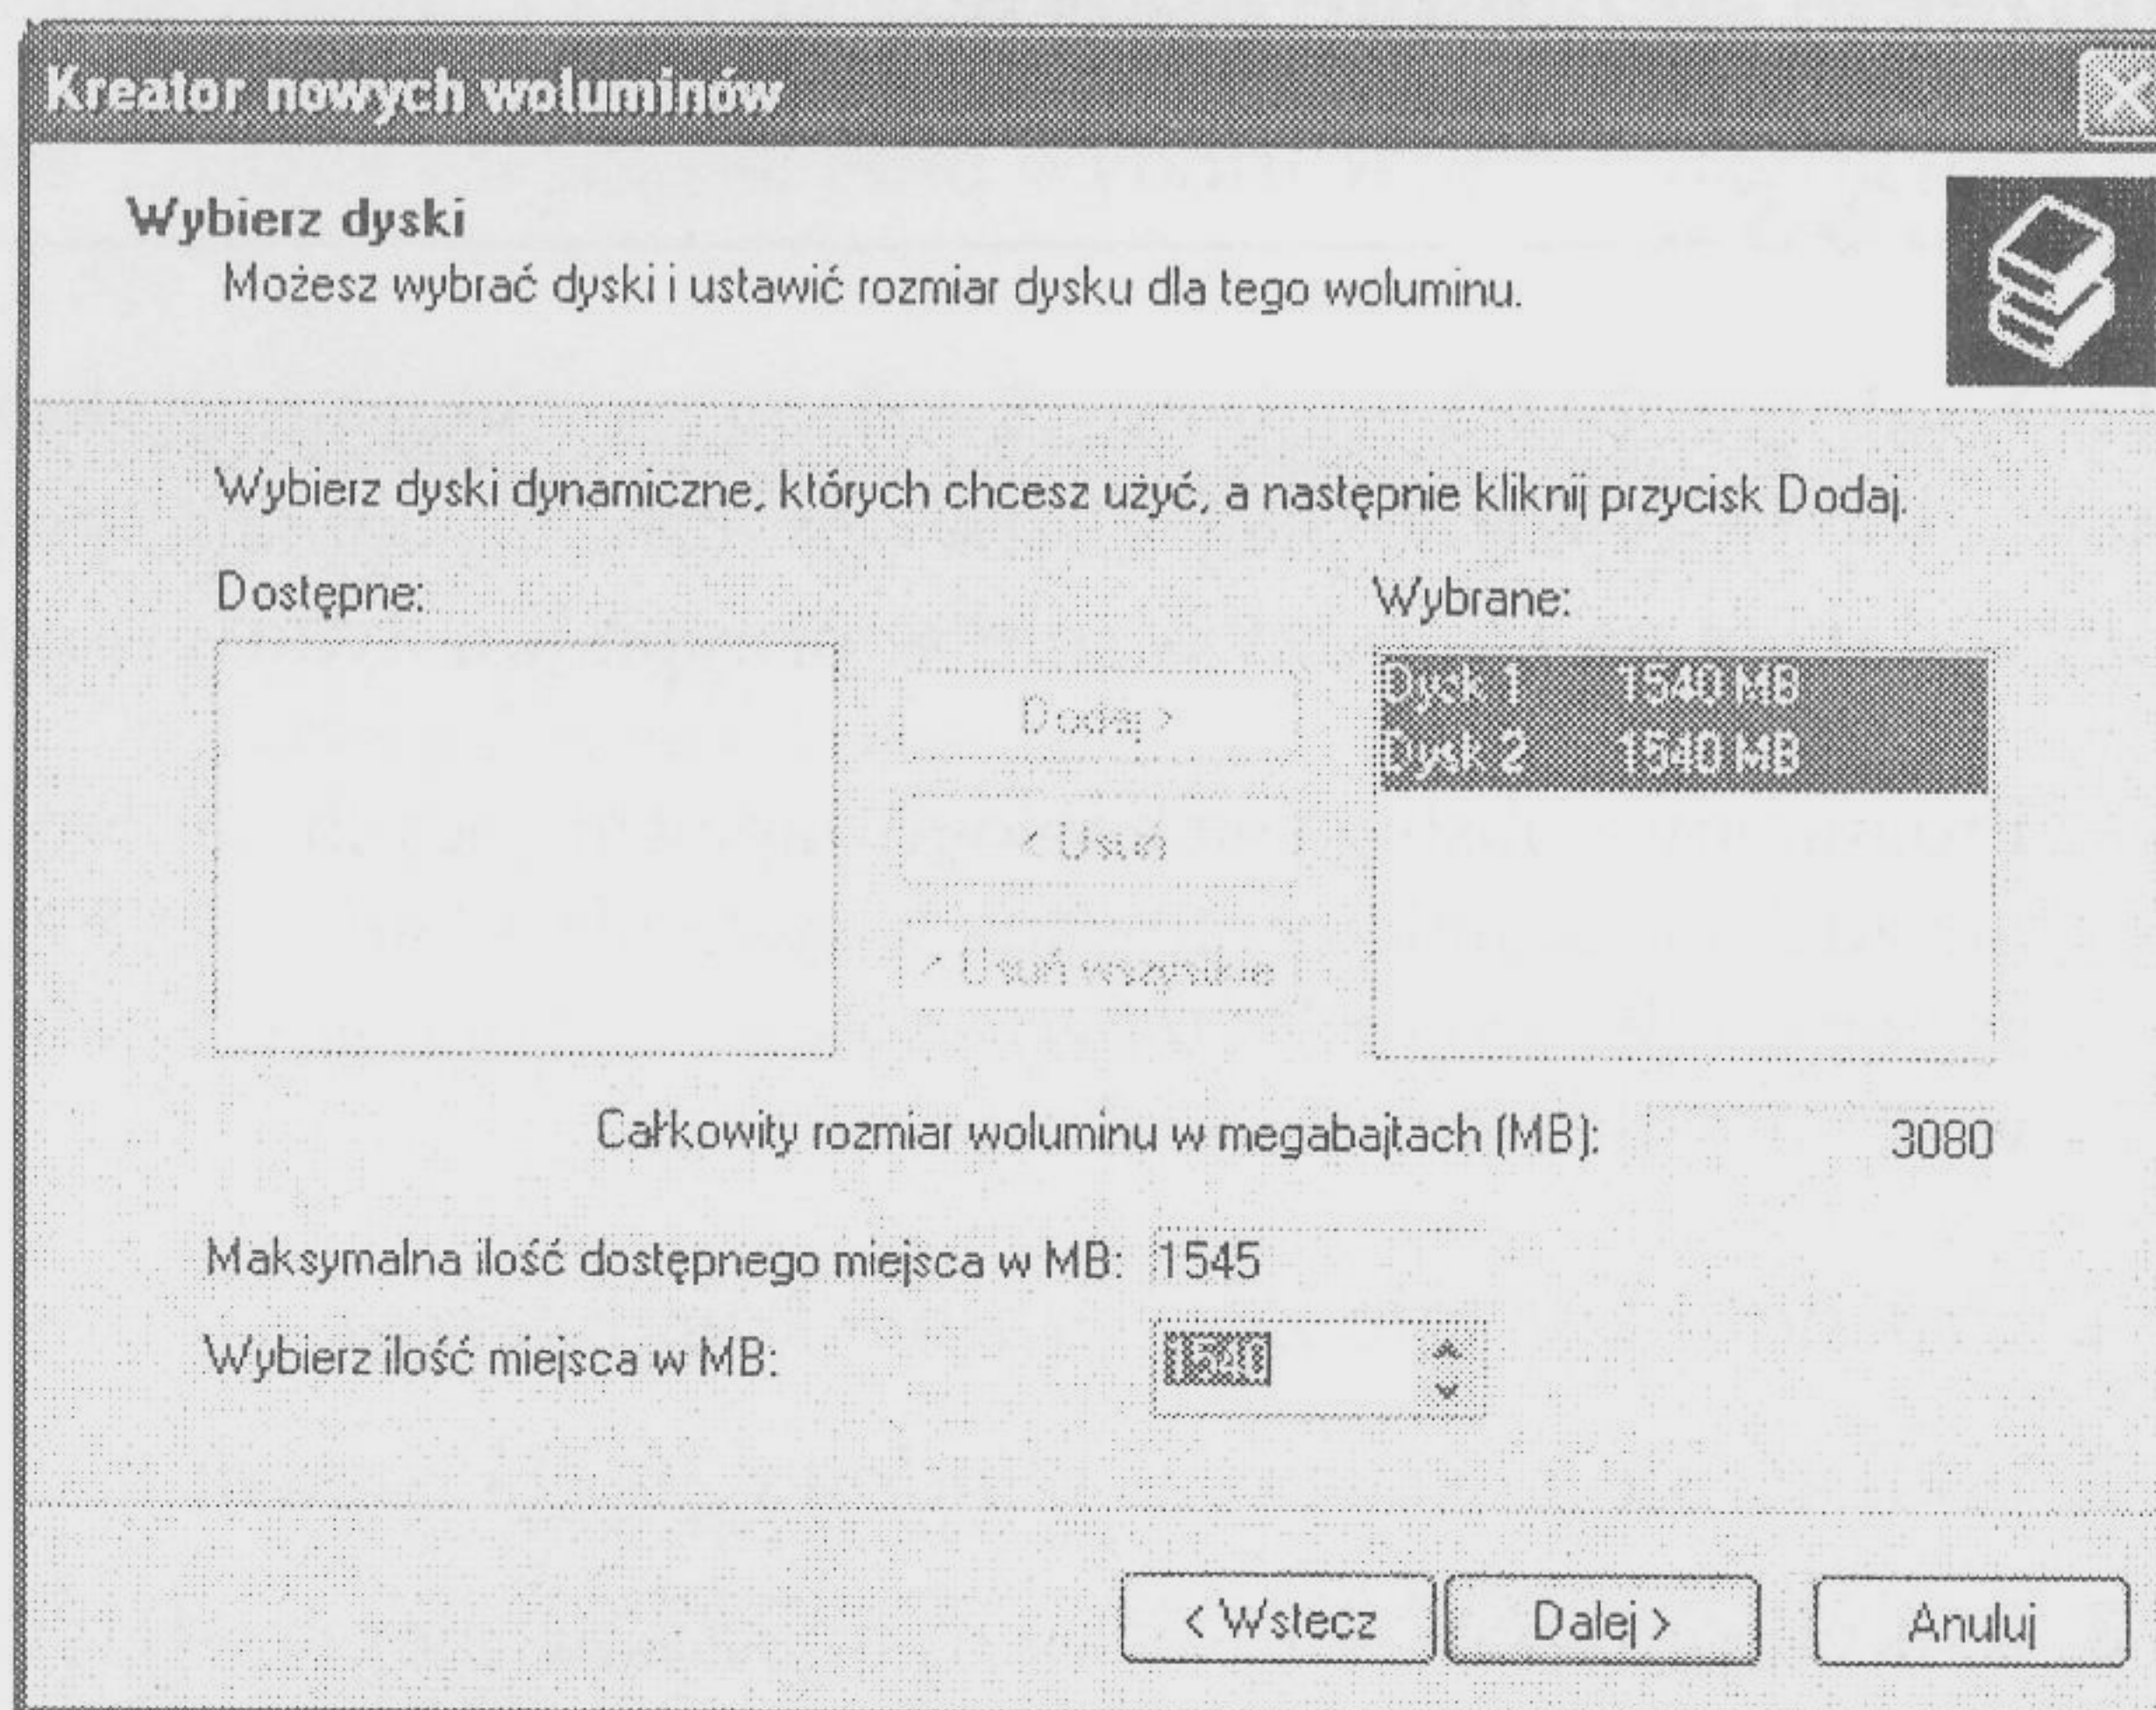 Kreator nowych woluminów
Wybierz dyski
Możesz wybrać dyski i ustawić rozmiar dysku dla tego woluminu.
Wybierz dyski dynamiczne, których chcesz użyć, a następnie kliknij przycisk Dodaj.
Dostępne:
Wybrane:
Dysk 1 1540 MB
Dysk 2 1540 MB
Dodaj >
< Usuń
< Usuń wszystkie
Całkowity rozmiar woluminu w megabajtach (MB): 3080
Maksymalna ilość dostępnego miejsca w MB: 1545
Wybierz ilość miejsca w MB: 1540
< Wstecz Dalej > Anuluj